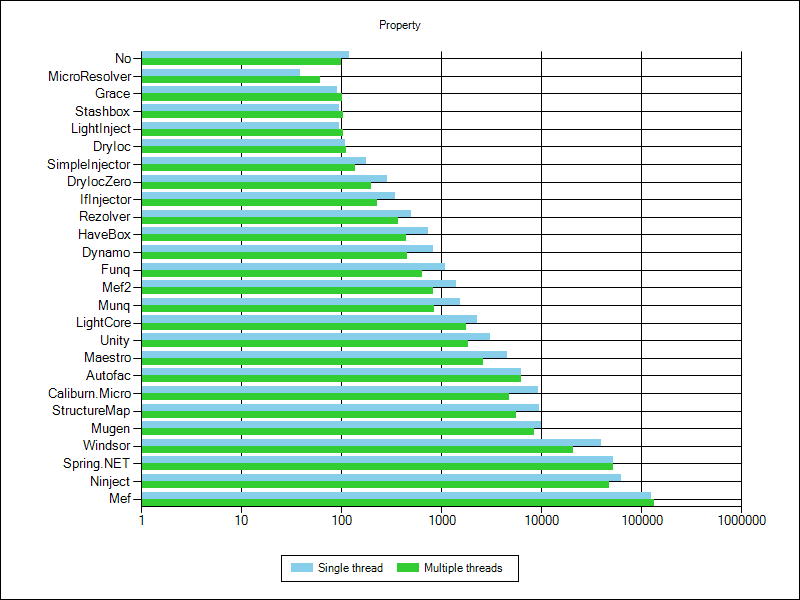 Property
No
MicroResolver
Grace
Stashbox
LightInject
DryIoc
SimpleInjector
DryIocZero
IfInjector
Rezolver
HaveBox
Dynamo
Funq
Mef2
Munq
LightCore
Unity
Maestro
Autofac
Caliburn.Micro
StructureMap
Mugen
Windsor
Spring.NET
Ninject
Mef
1 10 100 1000 10000 100000 1000000
Single thread Multiple threads